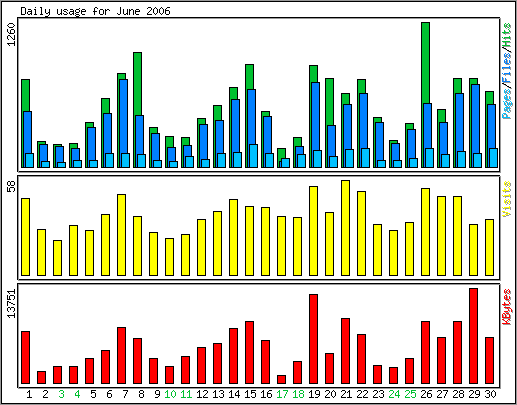 Daily usage for June 2006
1260
Pages/Files/Hits
58
Visits
13751
KBytes
1 2 3 4 5 6 7 8 9 10 11 12 13 14 15 16 17 18 19 20 21 22 23 24 25 26 27 28 29 30